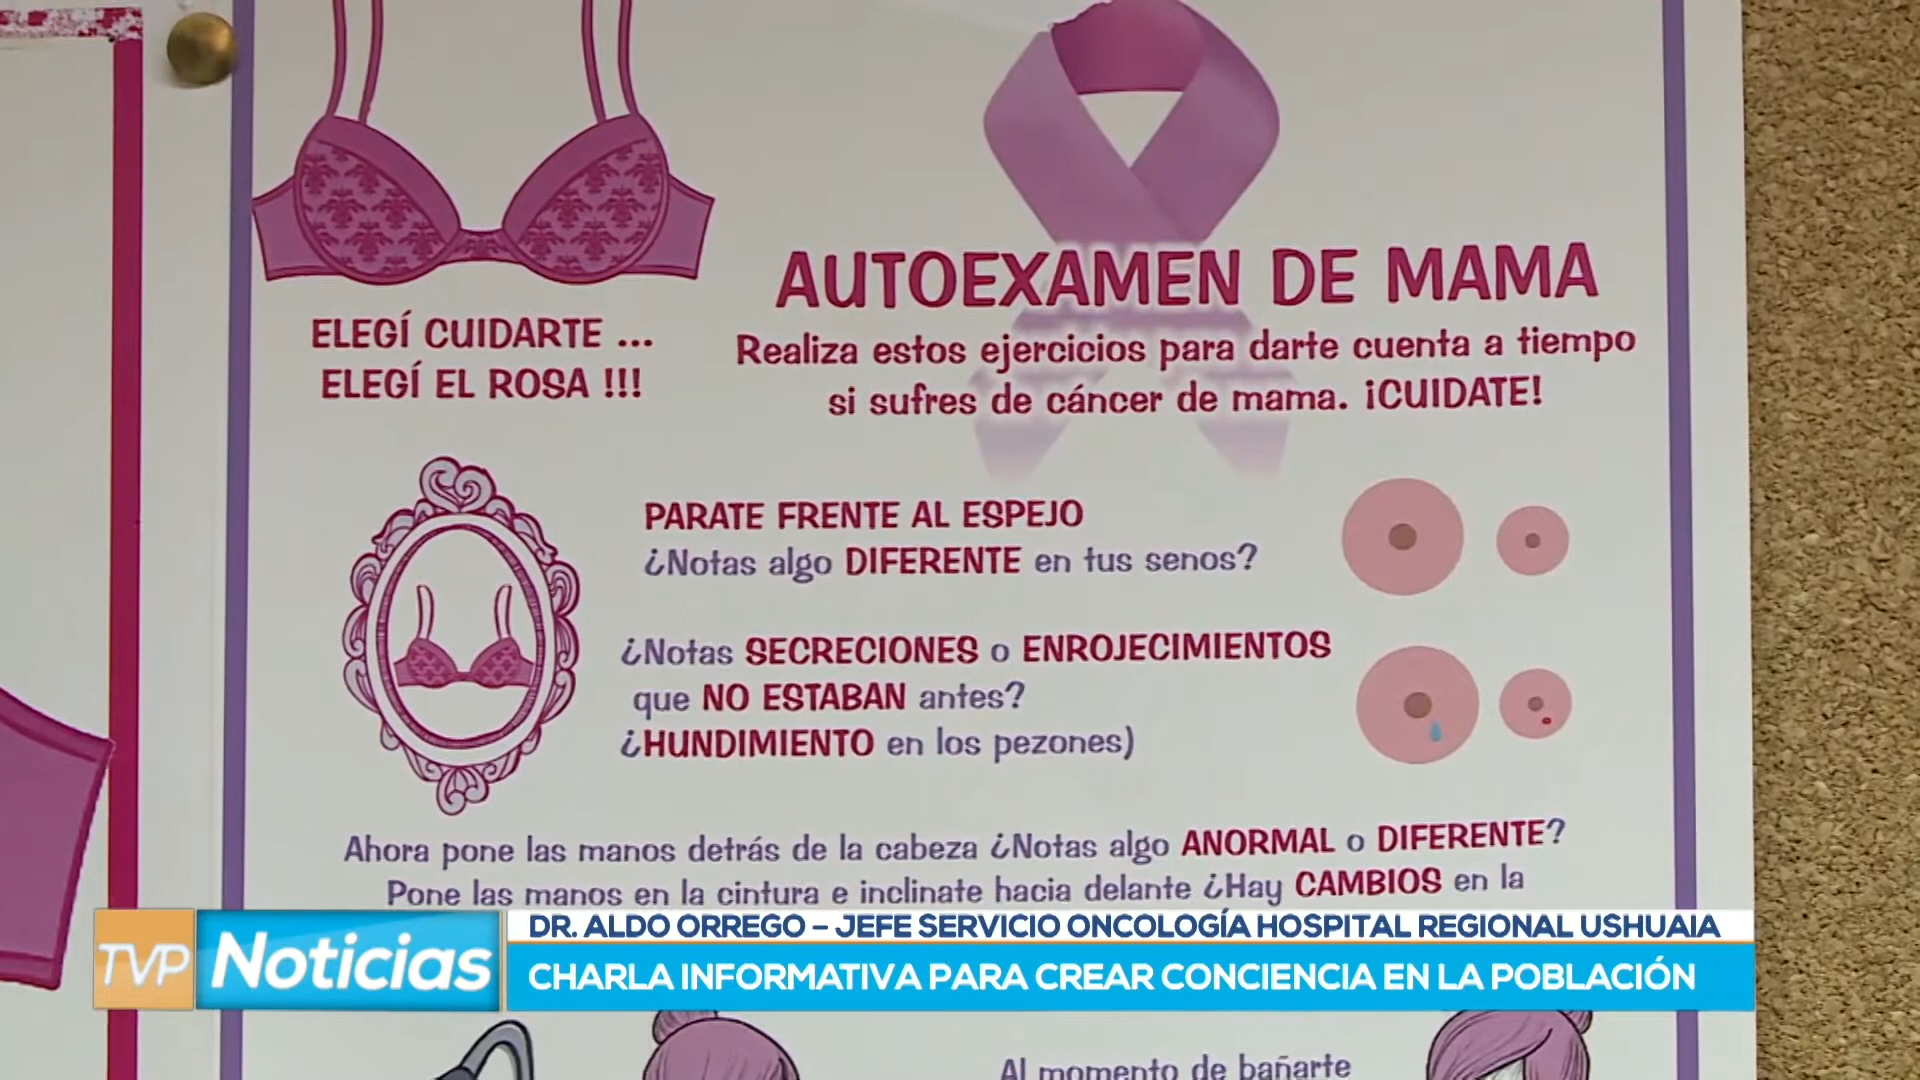 ELEGÍ CUIDARTE ...
ELEGÍ EL ROSA !!!
AUTOEXAMEN DE MAMA
Realiza estos ejercicios para darte cuenta a tiempo
si sufres de cáncer de mama. ¡CUIDATE!
PARATE FRENTE AL ESPEJO
¿Notas algo DIFERENTE en tus senos?
¿Notas SECRECIONES o ENROJECIMIENTOS
que NO ESTABAN antes?
¿HUNDIMIENTO en los pezones)
Ahora pone las manos detrás de la cabeza ¿Notas algo ANORMAL o DIFERENTE?
Pone las manos en la cintura e inclinate hacia delante ¿Hay CAMBIOS en la
TVP Noticias
DR. ALDO ORREGO – JEFE SERVICIO ONCOLOGÍA HOSPITAL REGIONAL USHUAIA
CHARLA INFORMATIVA PARA CREAR CONCIENCIA EN LA POBLACIÓN
Al momento de bañarte